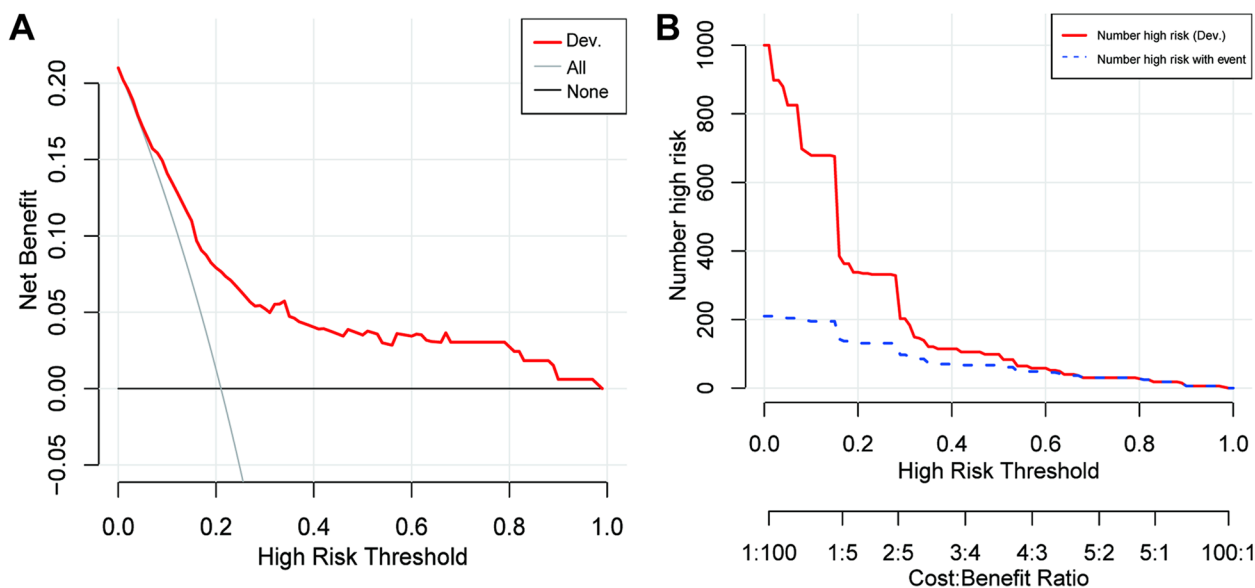 A
Dev.
All
None
Net Benefit
0.20
0.15
0.10
0.05
0.00
−0.05
0.0 0.2 0.4 0.6 0.8 1.0
High Risk Threshold
B
Number high risk (Dev.)
Number high risk with event
Number high risk
1000
800
600
400
200
0
0.0 0.2 0.4 0.6 0.8 1.0
High Risk Threshold
1:100 1:5 2:5 3:4 4:3 5:2 5:1 100:1
Cost:Benefit Ratio